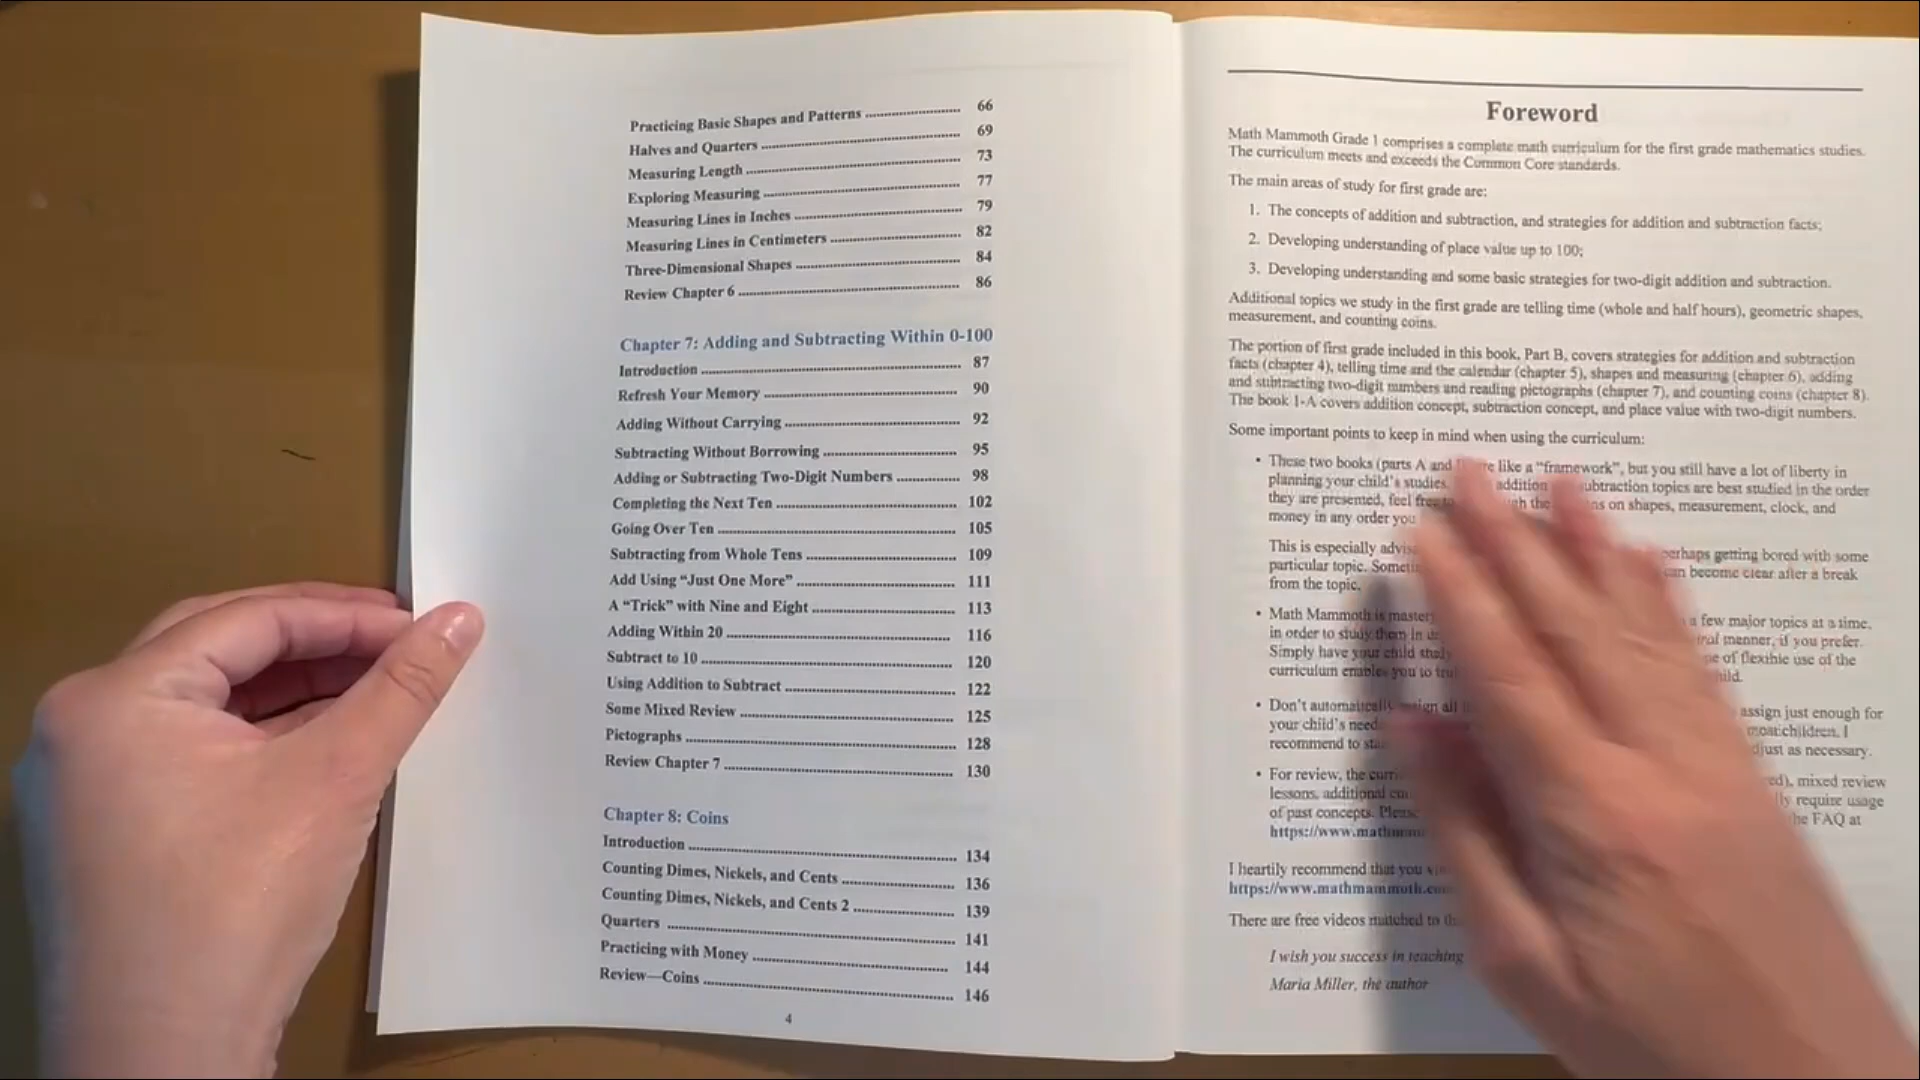 Practicing Basic Shapes and Patterns ........................ 66
Halves and Quarters ........................ 69
Measuring Length ........................ 73
Exploring Measuring ........................ 77
Measuring Lines in Inches ........................ 79
Measuring Lines in Centimeters ........................ 82
Three-Dimensional Shapes ........................ 84
Review Chapter 6 ........................ 86
Chapter 7: Adding and Subtracting Within 0-100
Introduction ........................ 87
Refresh Your Memory ........................ 90
Adding Without Carrying ........................ 92
Subtracting Without Borrowing ........................ 95
Adding or Subtracting Two-Digit Numbers ........................ 98
Completing the Next Ten ........................ 102
Going Over Ten ........................ 105
Subtracting from Whole Tens ........................ 109
Add Using “Just One More” ........................ 111
A “Trick” with Nine and Eight ........................ 113
Adding Within 20 ........................ 116
Subtract to 10 ........................ 120
Using Addition to Subtract ........................ 122
Some Mixed Review ........................ 125
Pictographs ........................ 128
Review Chapter 7 ........................ 130
Chapter 8: Coins
Introduction ........................ 134
Counting Dimes, Nickels, and Cents ........................ 136
Counting Dimes, Nickels, and Cents 2 ........................ 139
Quarters ........................ 141
Practicing with Money ........................ 144
Review—Coins ........................ 146
4
Foreword
Math Mammoth Grade 1 comprises a complete math curriculum for the first grade mathematics studies.
The curriculum meets and exceeds the Common Core standards.
The main areas of study for first grade are:
1. The concepts of addition and subtraction, and strategies for addition and subtraction facts;
2. Developing understanding of place value up to 100;
3. Developing understanding and some basic strategies for two-digit addition and subtraction.
Additional topics we study in the first grade are telling time (whole and half hours), geometric shapes,
measurement, and counting coins.
The portion of first grade included in this book, Part B, covers strategies for addition and subtraction
facts (chapter 4), telling time and the calendar (chapter 5), shapes and measuring (chapter 6), adding
and subtracting two-digit numbers and reading pictographs (chapter 7), and counting coins (chapter 8).
The book 1-A covers addition concept, subtraction concept, and place value with two-digit numbers.
Some important points to keep in mind when using the curriculum:
• These two books (parts A and like a “framework”, but you still have a lot of liberty in
planning your child’s studies. addition subtraction topics are best studied in the order
they are presented, feel free on shapes, measurement, clock, and
money in any order you
This is especially perhaps getting bored with some
particular topic. can become clear after a break
from the topic.
• Math Mammoth is a few major topics at a time,
in order to study them in manner, if you prefer.
Simply have your child of flexible use of the
curriculum enables you to
• Don’t automatically assign all assign just enough for
your child’s most children. I
recommend to adjust as necessary.
• For review, the mixed review
lessons, additional require usage
of past concepts. the FAQ at
https://www.
I heartily recommend that you
https://www.mathmammoth.
There are free videos matched to
I wish you success in teaching
Maria Miller, the author